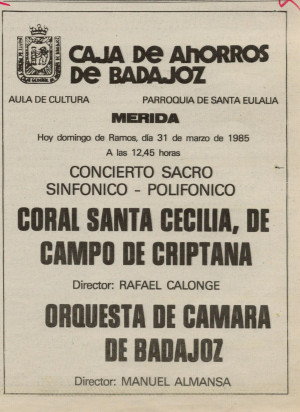 CAJA DE AHORROS
DE BADAJOZ
AULA DE CULTURA PARROQUIA DE SANTA EULALIA
MERIDA
Hoy domingo de Ramos, día 31 de marzo de 1985
A las 12,45 horas
CONCIERTO SACRO
SINFONICO - POLIFONICO
CORAL SANTA CECILIA, DE
CAMPO DE CRIPTANA
Director: RAFAEL CALONGE
ORQUESTA DE CAMARA
DE BADAJOZ
Director: MANUEL ALMANSA